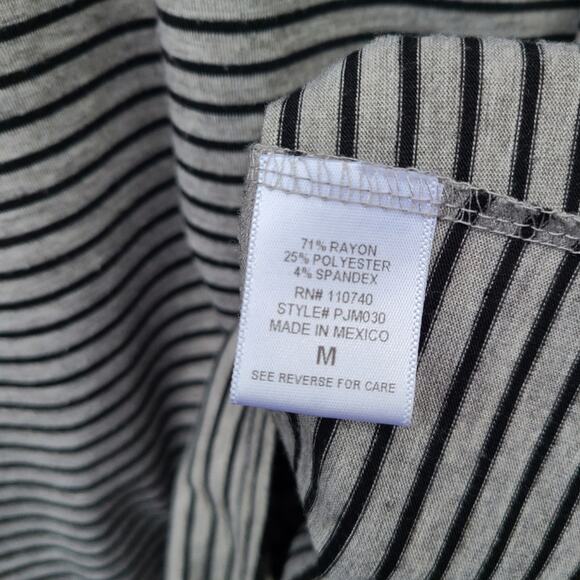 71% RAYON
25% POLYESTER
4% SPANDEX
RN# 110740
STYLE# PJM030
MADE IN MEXICO
M
SEE REVERSE FOR CARE